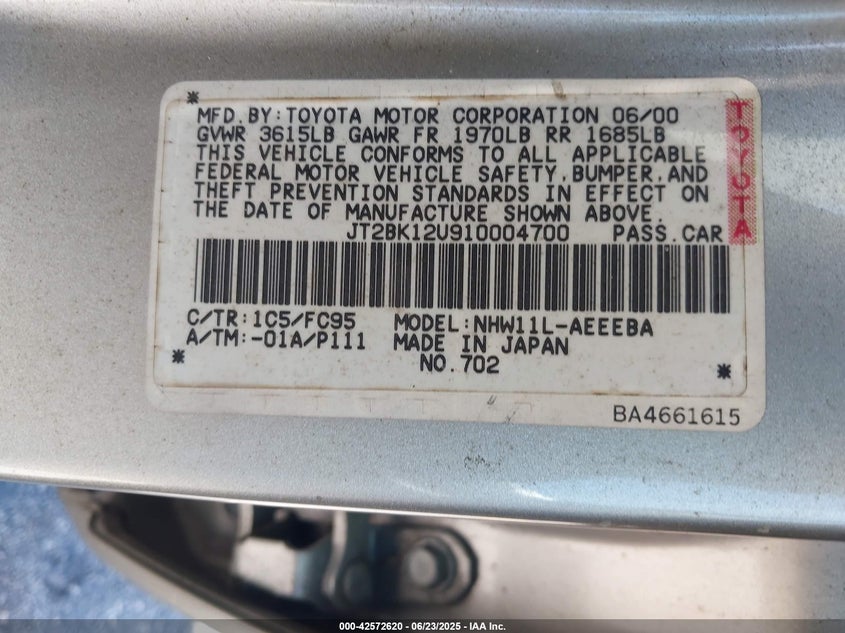 MFD.BY:TOYOTA MOTOR CORPORATION 06/00
GVWR 3615LB GAWR FR 1970LB RR 1685LB
THIS VEHICLE CONFORMS TO ALL APPLICABLE
FEDERAL MOTOR VEHICLE SAFETY,BUMPER,AND
THEFT PREVENTION STANDARDS IN EFFECT ON
THE DATE OF MANUFACTURE SHOWN ABOVE.
JT2BK12U910004700 PASS.CAR
TOYOTA
C/TR:1C5/FC95 MODEL:NHW11L-AEEEBA
A/TM:-01A/P111 MADE IN JAPAN
NO.702
BA4661615
000-42572620 - 06/23/2025 - IAA Inc.